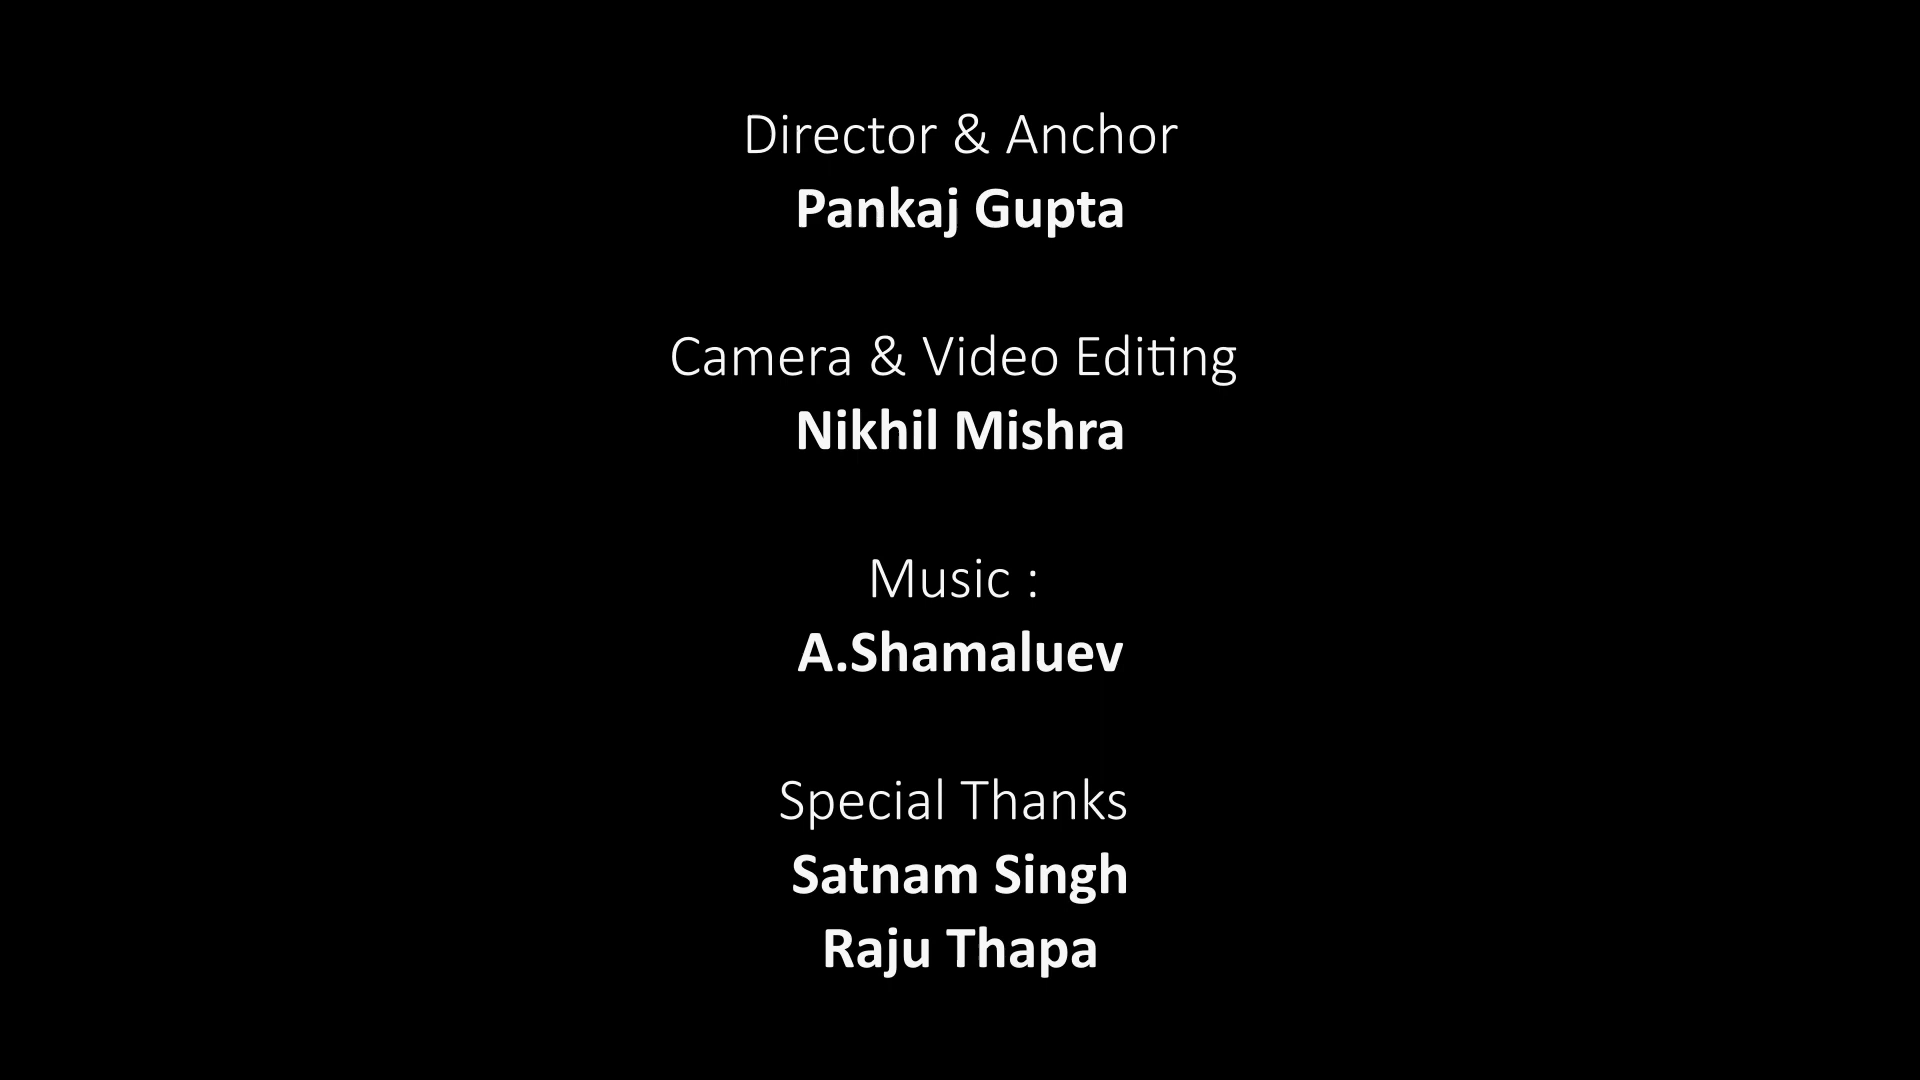 Director & Anchor
Pankaj Gupta
Camera & Video Editing
Nikhil Mishra
Music :
A.Shamaluev
Special Thanks
Satnam Singh
Raju Thapa